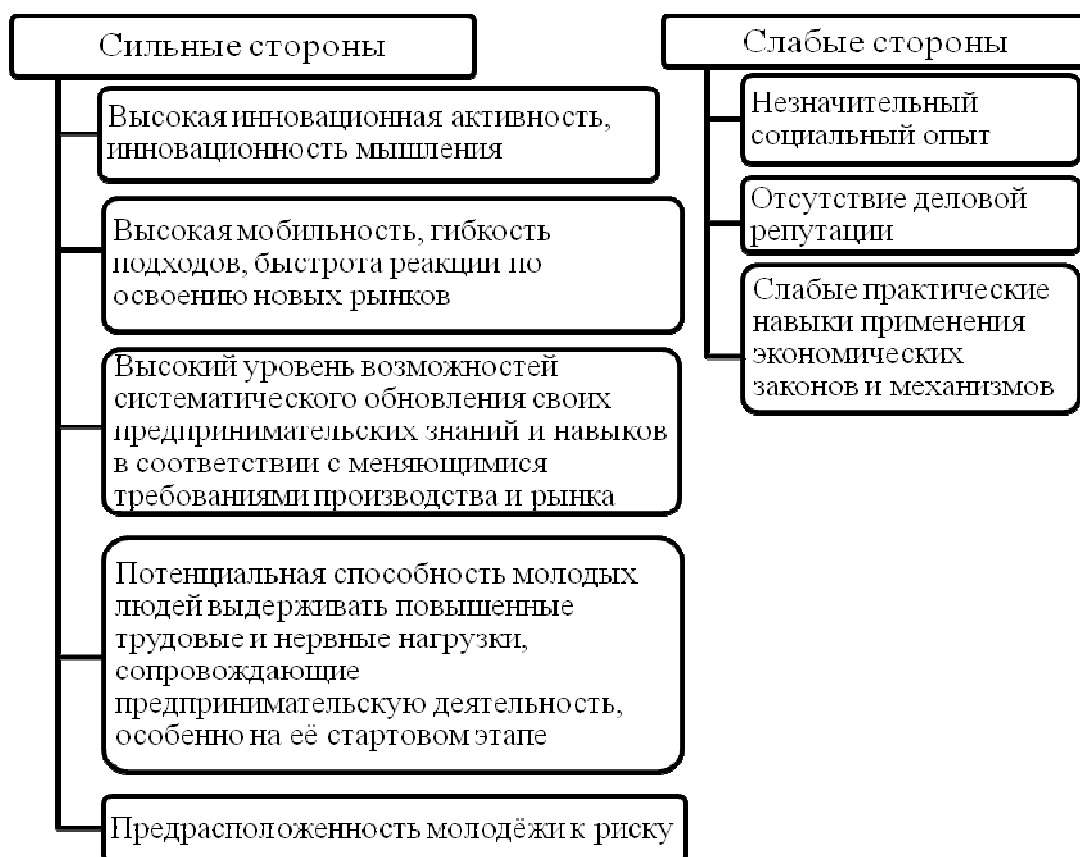 Сильные стороны
Высокая инновационная активность,
инновационность мышления
Высокая мобильность, гибкость
подходов, быстрота реакции по
освоению новых рынков
Высокий уровень возможностей
систематического обновления своих
предпринимательских знаний и навыков
в соответствии с меняющимися
требованиями производства и рынка
Потенциальная способность молодых
людей выдерживать повышенные
трудовые и нервные нагрузки,
сопровождающие
предпринимательскую деятельность,
особенно на её стартовом этапе
Предрасположенность молодёжи к риску
Слабые стороны
Незначительный
социальный опыт
Отсутствие деловой
репутации
Слабые практические
навыки применения
экономических
законов и механизмов